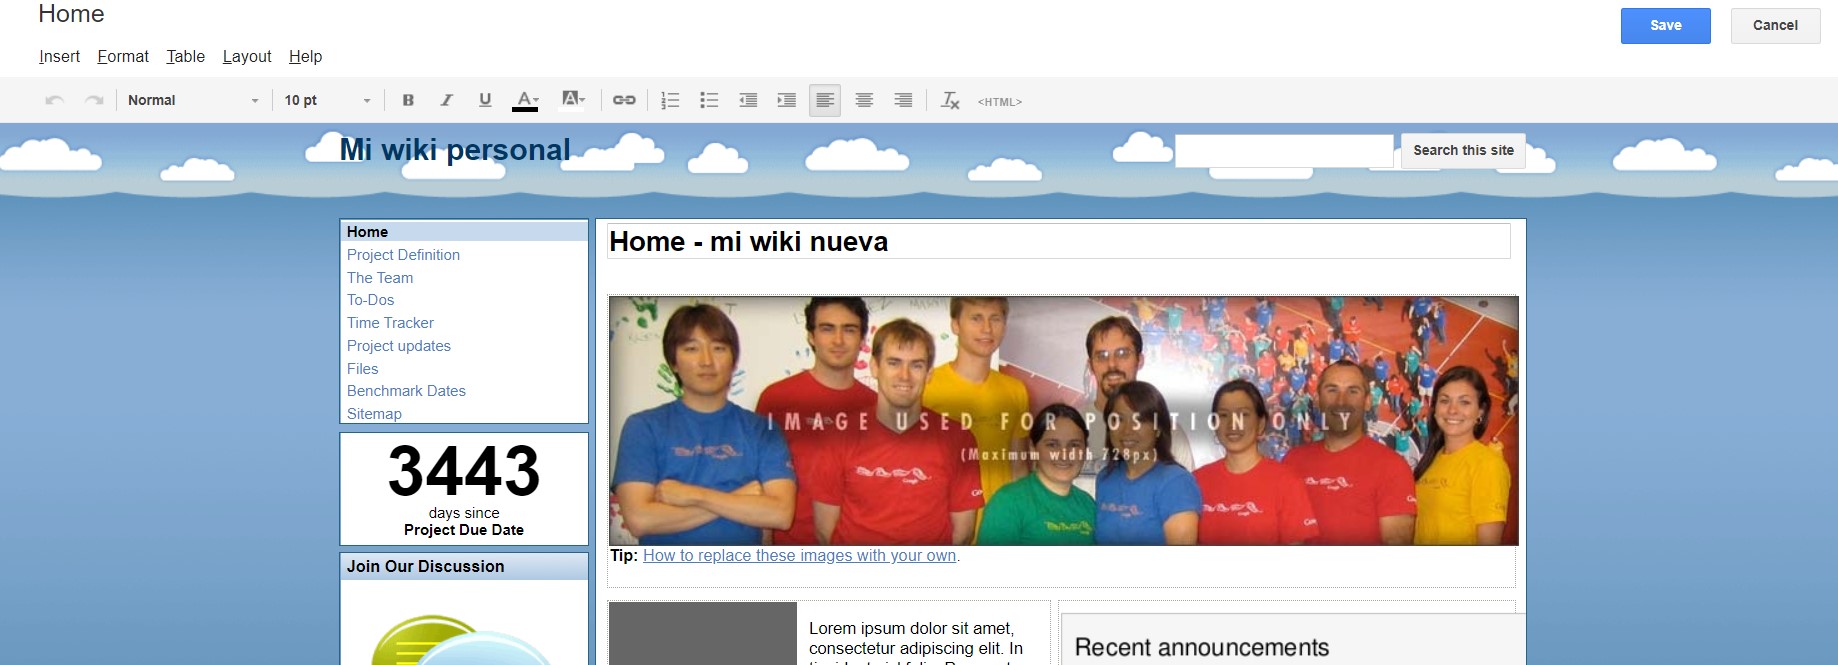 Home
Save
Cancel
Insert Format Table Layout Help
Normal 10 pt B I U A A <HTML>
Mi wiki personal
Search this site
Home
Project Definition
The Team
To-Dos
Time Tracker
Project updates
Files
Benchmark Dates
Sitemap
3443
days since
Project Due Date
Join Our Discussion
Home - mi wiki nueva
IMAGE USED FOR POSITION ONLY
(Maximum width 728px)
Tip: How to replace these images with your own.
Lorem ipsum dolor sit amet,
consectetur adipiscing elit. In
Recent announcements